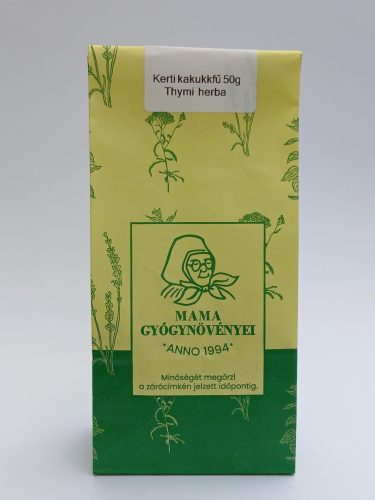 Kerti kakukkfű 50g
Thymi herba
MAMA
GYÓGYNÖVÉNYEI
*ANNO 1994*
Minőségét megőrzi
a zárócímkén jelzett időpontig.